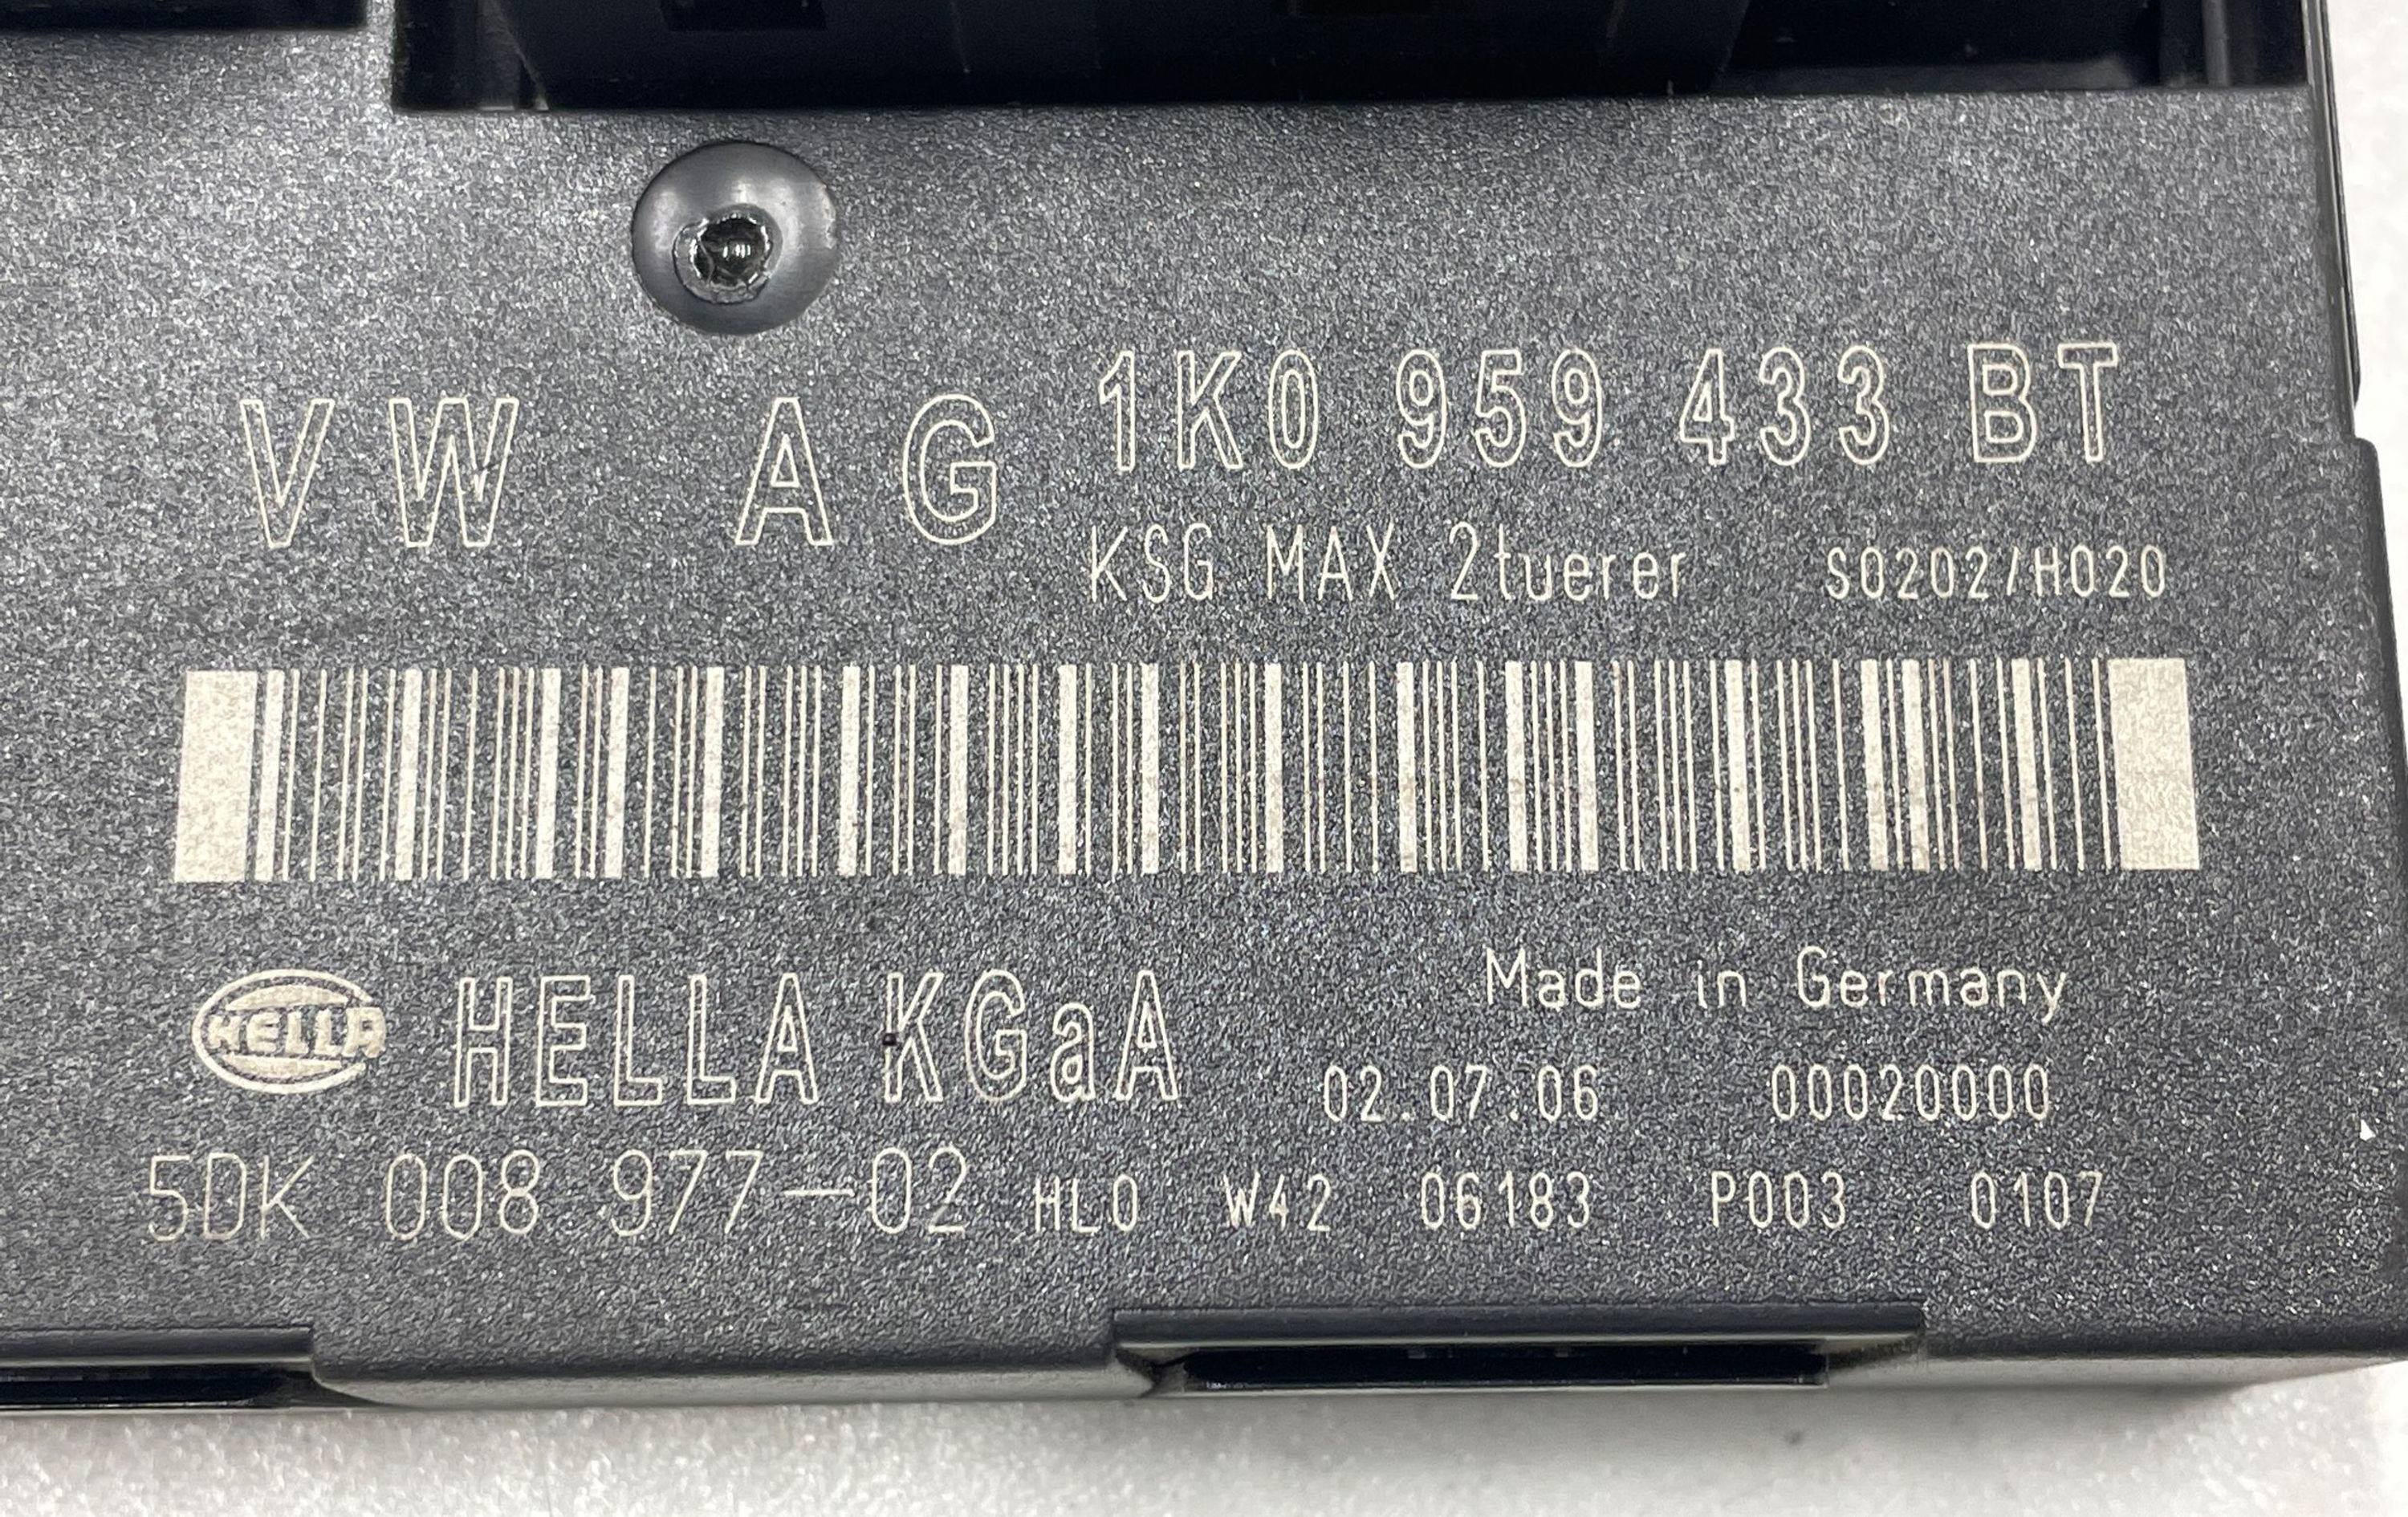 VW AG 1K0 959 433 BT
KSG MAX 2tuerer S0202/H020
HELLA HELLA KGaA Made in Germany
02.07.06 00020000
5DK 008 977-02 HLO W42 06183 P003 0107